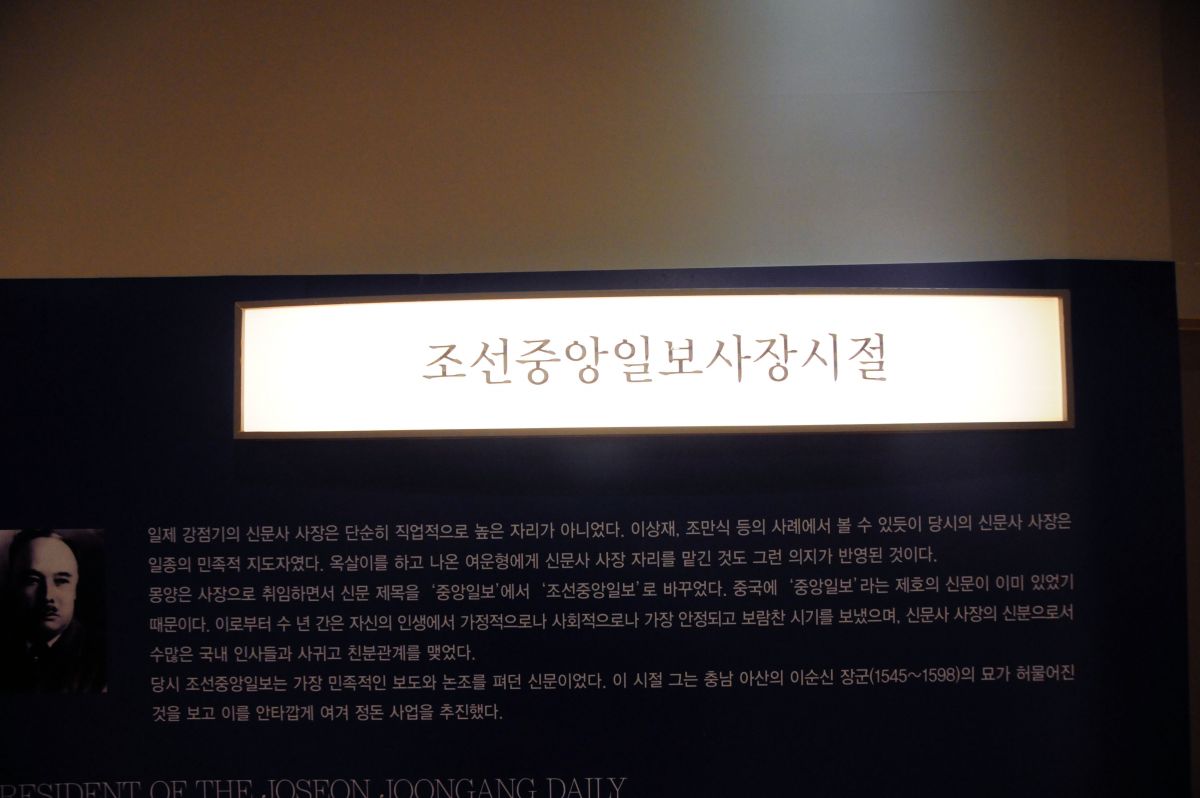 조선중앙일보사장시절
일제 강점기의 신문사 사장은 단순히 직업적으로 높은 자리가 아니었다. 이상재, 조만식 등의 사례에서 볼 수 있듯이 당시의 신문사 사장은
일종의 민족적 지도자였다. 옥살이를 하고 나온 여운형에게 신문사 사장 자리를 맡긴 것도 그런 의지가 반영된 것이다.
몽양은 사장으로 취임하면서 신문 제목을 ‘중앙일보’에서 ‘조선중앙일보’로 바꾸었다. 중국에 ‘중앙일보’라는 제호의 신문이 이미 있었기
때문이다. 이로부터 수 년 간은 자신의 인생에서 가정적으로나 사회적으로나 가장 안정되고 보람찬 시기를 보냈으며, 신문사 사장의 신분으로서
수많은 국내 인사들과 사귀고 친분관계를 맺었다.
당시 조선중앙일보는 가장 민족적인 보도와 논조를 펴던 신문이었다. 이 시절 그는 충남 아산의 이순신 장군(1545~1598)의 묘가 허물어진
것을 보고 이를 안타깝게 여겨 정돈 사업을 추진했다.
RESIDENT OF THE JOSEON JOONGANG DAILY